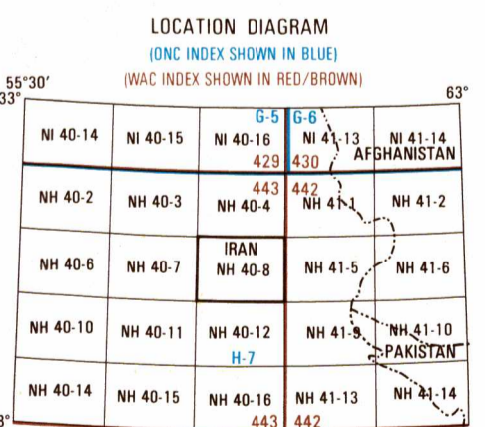 LOCATION DIAGRAM
(ONC INDEX SHOWN IN BLUE)
(WAC INDEX SHOWN IN RED/BROWN)
55°30′ 63°
33°
G-5 G-6
NI 40-14 NI 40-15 NI 40-16 NI 41-13 NI 41-14
429 430 AFGHANISTAN
443 442
NH 40-2 NH 40-3 NH 40-4 NH 41-1 NH 41-2
IRAN
NH 40-6 NH 40-7 NH 40-8 NH 41-5 NH 41-6
NH 40-10 NH 40-11 NH 40-12 NH 41-9 NH 41-10
H-7 PAKISTAN
NH 40-14 NH 40-15 NH 40-16 NH 41-13 NH 41-14
443 442